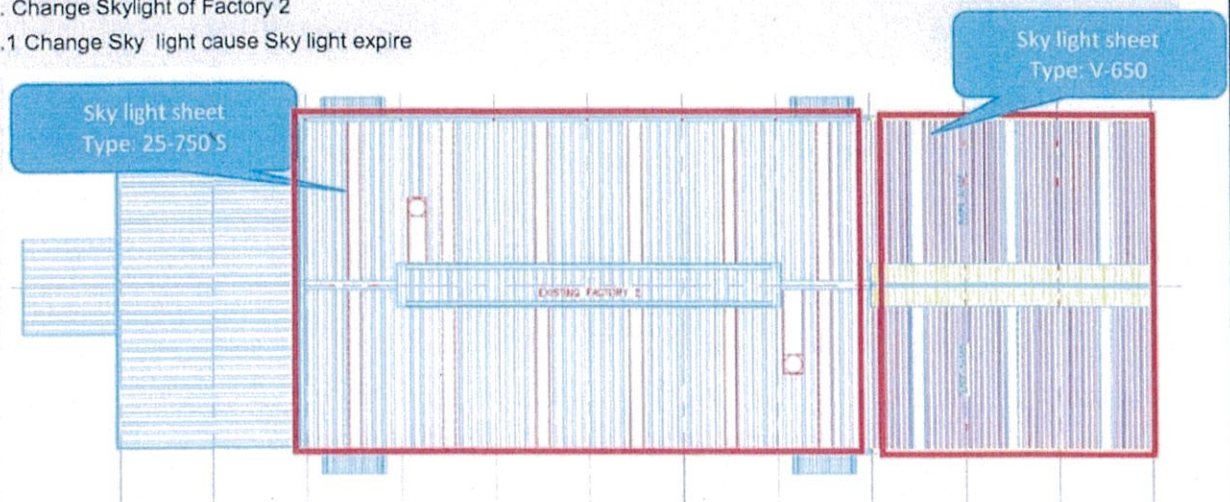 . Change Skylight of Factory 2
.1 Change Sky light cause Sky light expire
Sky light sheet
Type: V-650
Sky light sheet
Type: 25-750 S
EXISTING FACTORY 2